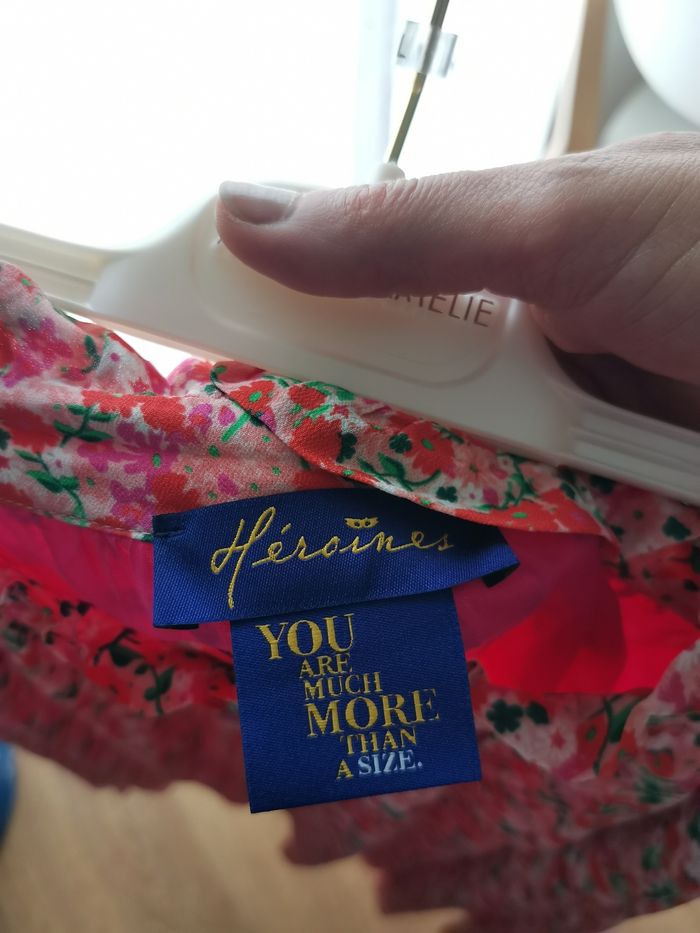 Héroïnes
YOU
ARE
MUCH
MORE
THAN
A SIZE.